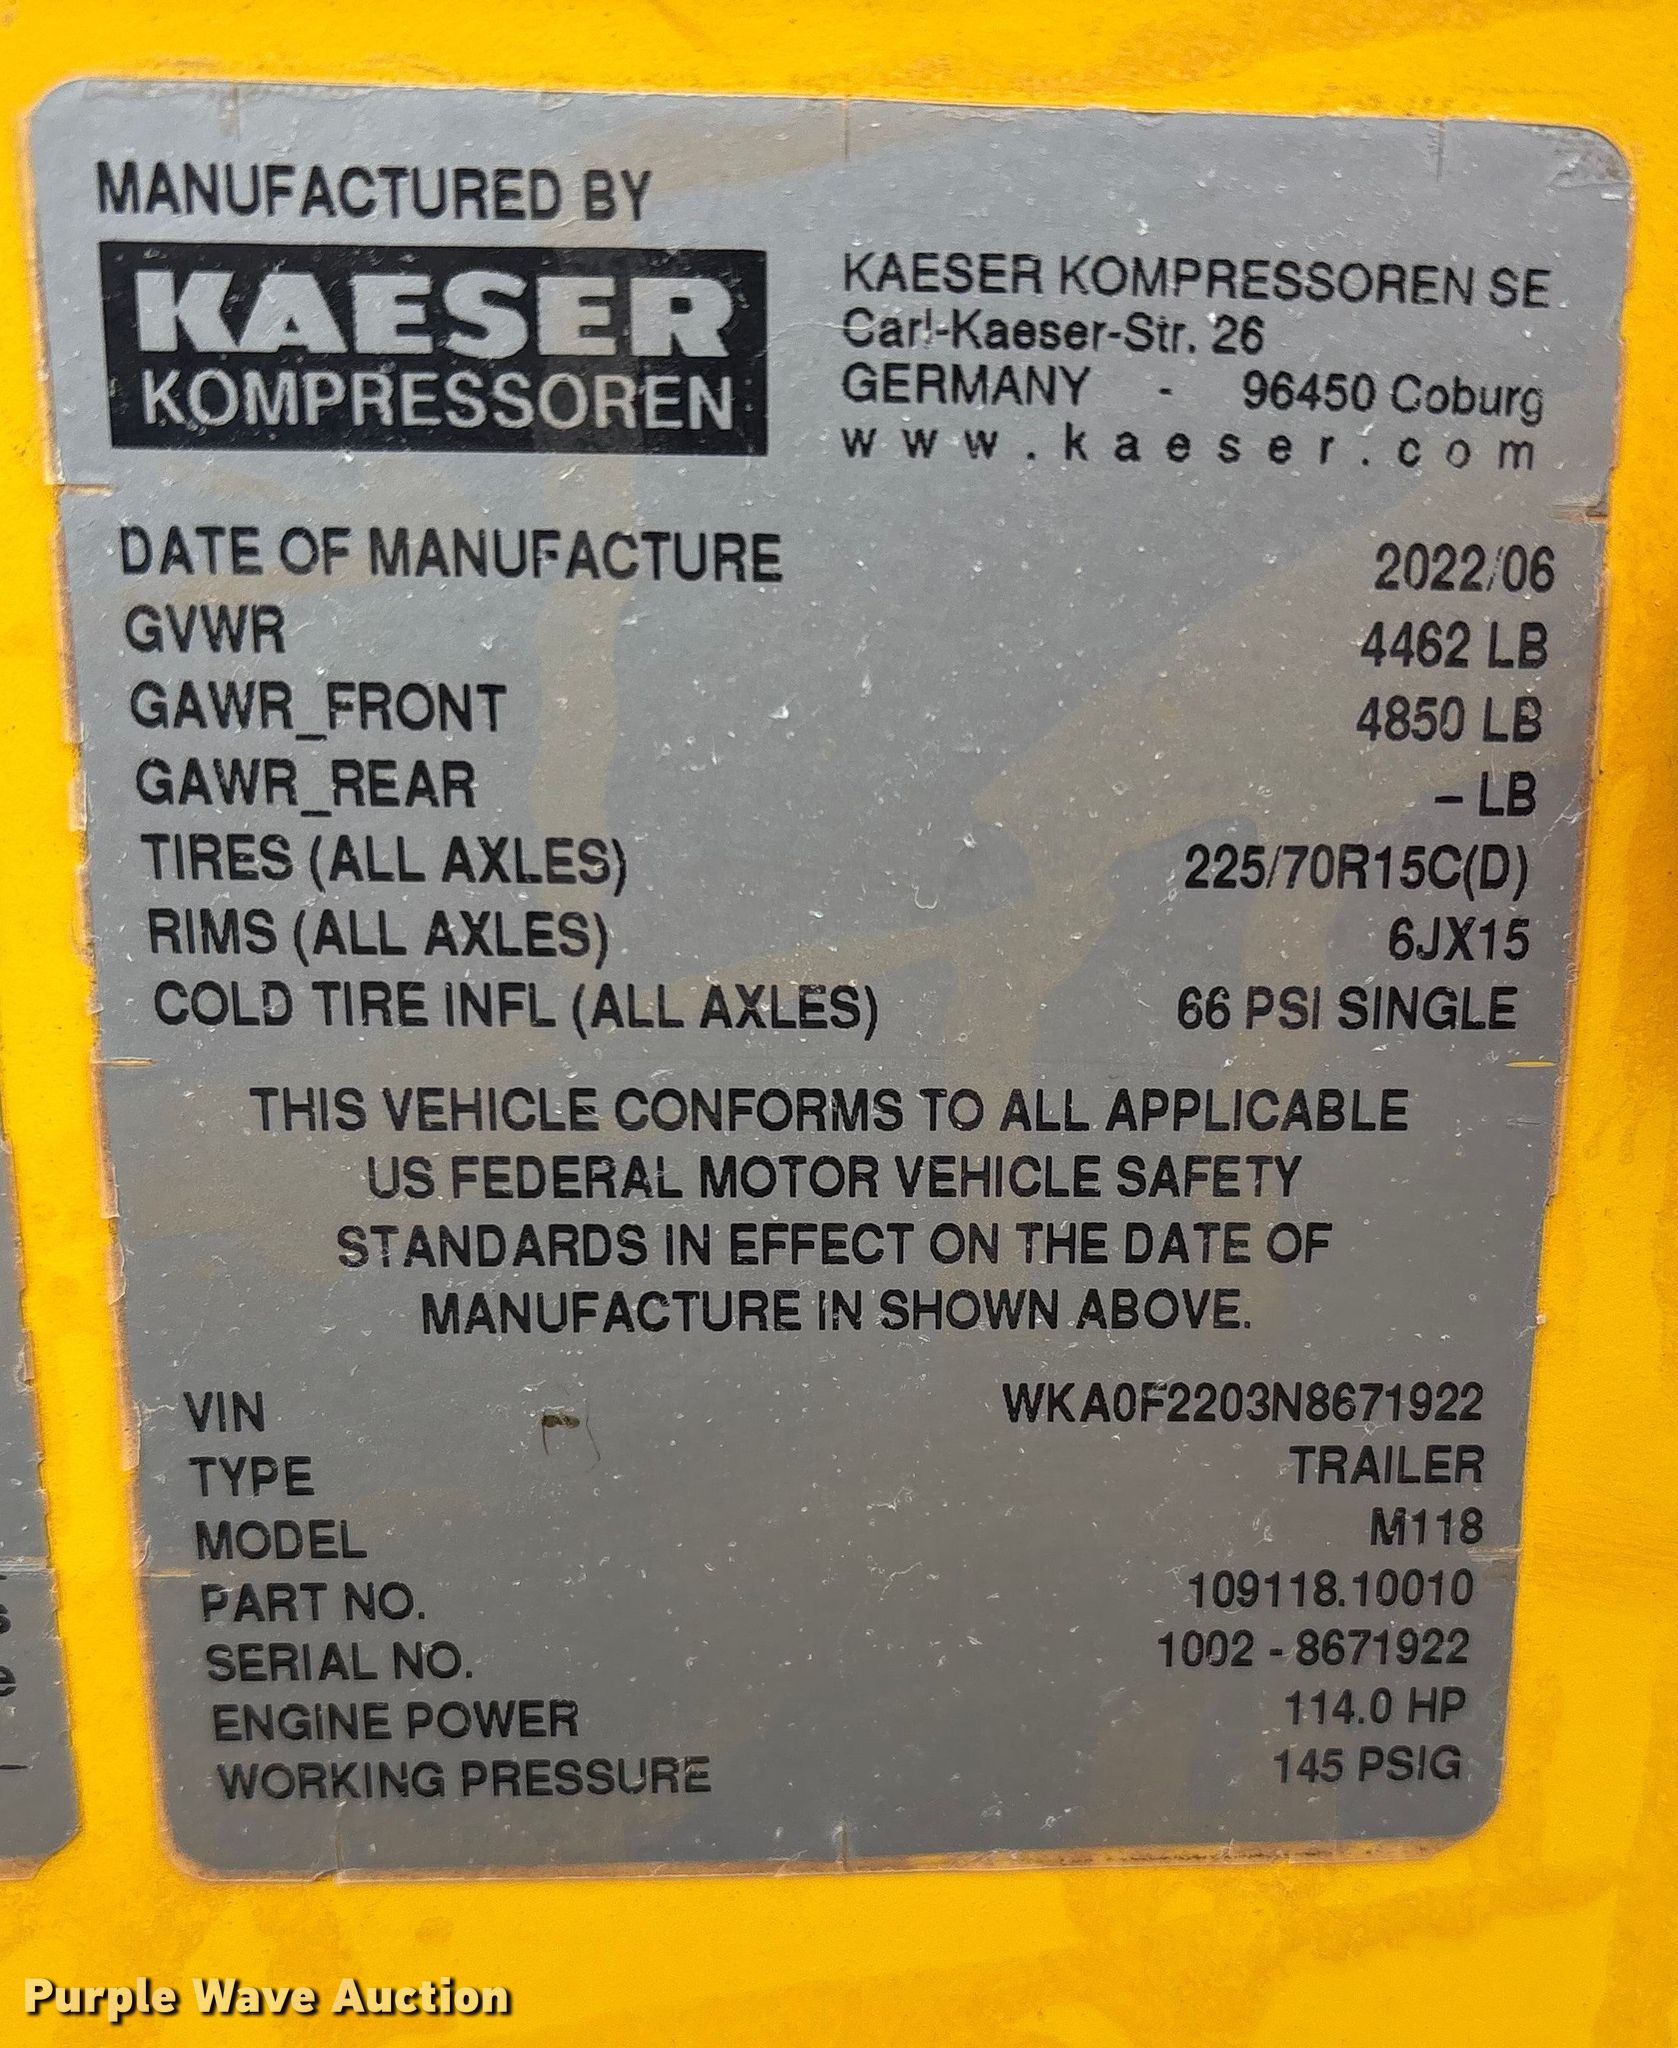 MANUFACTURED BY
KAESER
KOMPRESSOREN
KAESER KOMPRESSOREN SE
Carl-Kaeser-Str. 26
GERMANY - 96450 Coburg
www.kaeser.com
DATE OF MANUFACTURE 2022/06
GVWR 4462 LB
GAWR_FRONT 4850 LB
GAWR_REAR – LB
TIRES (ALL AXLES) 225/70R15C(D)
RIMS (ALL AXLES) 6JX15
COLD TIRE INFL (ALL AXLES) 66 PSI SINGLE
THIS VEHICLE CONFORMS TO ALL APPLICABLE
US FEDERAL MOTOR VEHICLE SAFETY
STANDARDS IN EFFECT ON THE DATE OF
MANUFACTURE IN SHOWN ABOVE.
VIN WKA0F2203N8671922
TYPE TRAILER
MODEL M118
PART NO. 109118.10010
SERIAL NO. 1002 - 8671922
ENGINE POWER 114.0 HP
WORKING PRESSURE 145 PSIG
Purple Wave Auction